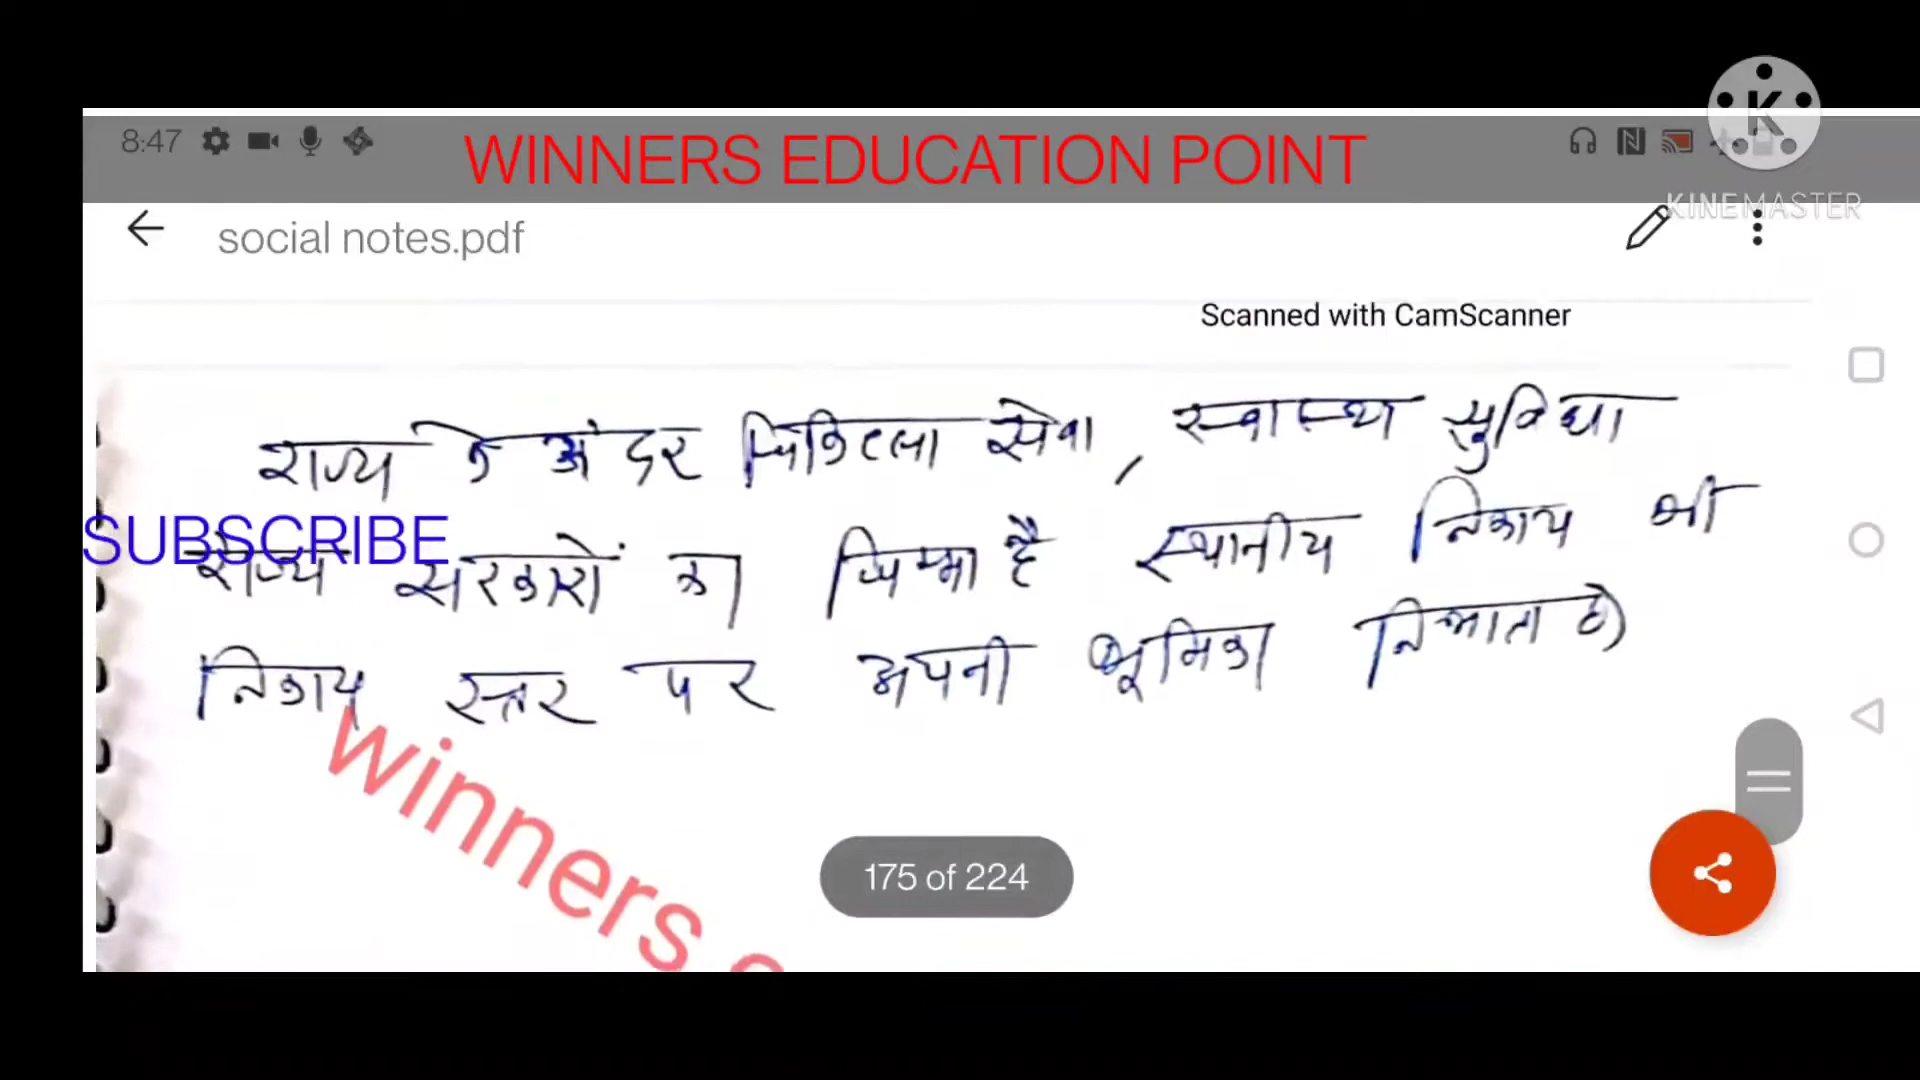 8:47
WINNERS EDUCATION POINT
KINEMASTER
social notes.pdf
Scanned with CamScanner
राज्य के अंदर चिकित्सा सेवा, स्वास्थ्य सुविधा
SUBSCRIBE
राज्य सरकारों का जिम्मा है स्थानीय निकाय भी
निकाय स्तर पर अपनी भूमिका निभाता है
winners
175 of 224